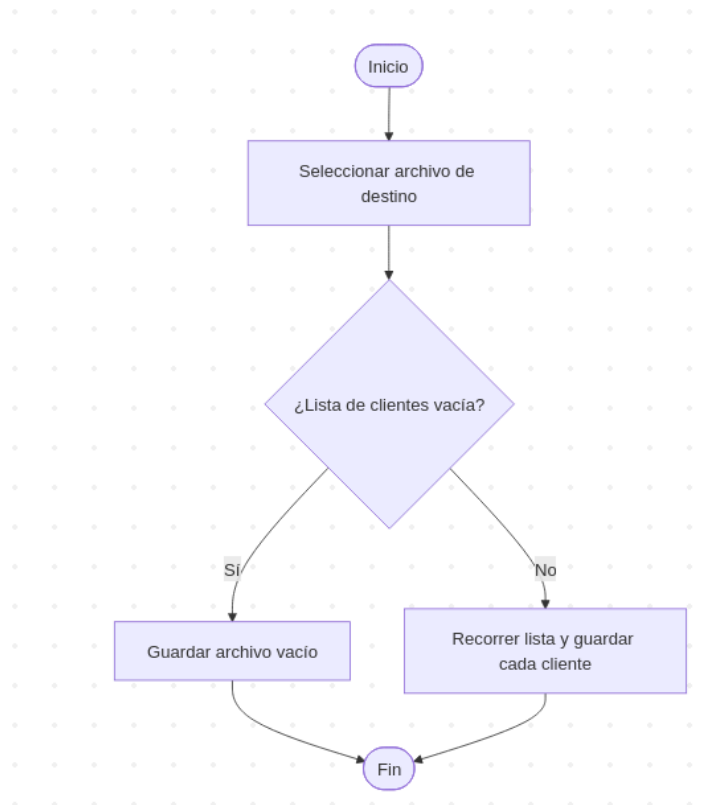 Inicio
Seleccionar archivo de
destino
¿Lista de clientes vacía?
Sí
No
Guardar archivo vacío
Recorrer lista y guardar
cada cliente
Fin